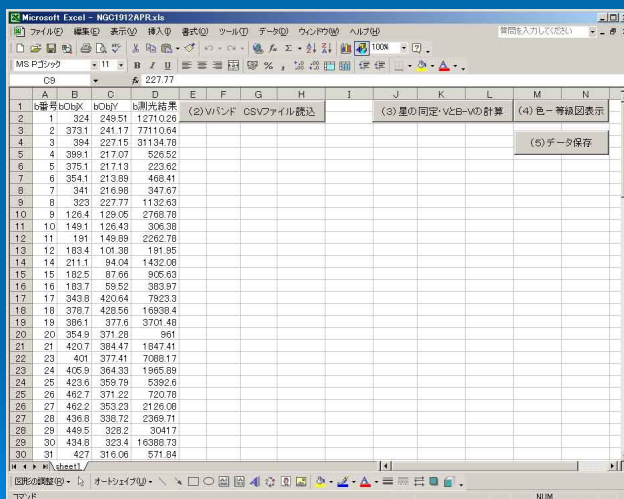 Microsoft Excel - NGC1912APR.xls
ファイル(F) 編集(E) 表示(V) 挿入(I) 書式(O) ツール(T) データ(D) ウィンドウ(W) ヘルプ(H) 質問を入力してください
100%
MS Pゴシック 11 B I U
C9 fx 227.77
A B C D E F G H I J K L M N
1 b番号 bObjX bObjY b測光結果 (2)Vバンド CSVファイル読込 (3)星の同定・VとB-Vの計算 (4)色-等級図表示
2 1 324 249.51 12710.26
3 2 373.1 241.17 77110.64
4 3 394 227.15 31134.78 (5)データ保存
5 4 399.1 217.07 526.52
6 5 375.1 217.13 223.62
7 6 354.1 213.89 468.41
8 7 341 216.98 347.67
9 8 323 227.77 1132.63
10 9 126.4 129.05 2768.78
11 10 149.1 126.43 306.38
12 11 191 149.89 2262.78
13 12 183.4 101.38 191.95
14 14 211.1 94.04 1432.08
15 15 182.5 87.66 905.63
16 16 183.7 59.52 383.97
17 17 343.8 420.64 7923.3
18 18 378.7 428.56 16938.4
19 19 386.1 377.6 3701.48
20 20 354.9 371.28 961
21 21 420.7 384.47 1847.41
22 23 401 377.41 7088.17
23 24 405.9 364.33 1965.89
24 25 423.6 359.79 5392.6
25 26 462.7 371.22 720.78
26 27 462.2 353.23 2126.08
27 28 436.8 338.72 2369.71
28 29 449.5 328.2 30417
29 30 434.8 323.4 16388.73
30 31 427 316.06 571.84
sheet1
図形の調整(R) オートシェイプ(U)
コマンド NUM